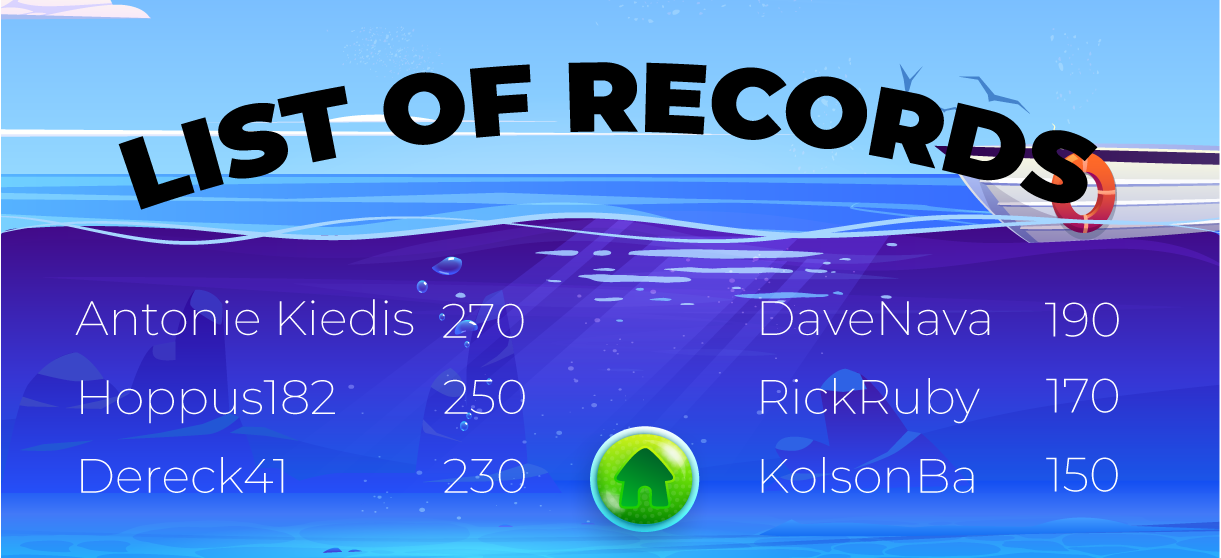 LIST OF RECORDS
Antonie Kiedis 270
Hoppus182 250
Dereck41 230
DaveNava 190
RickRuby 170
KolsonBa 150